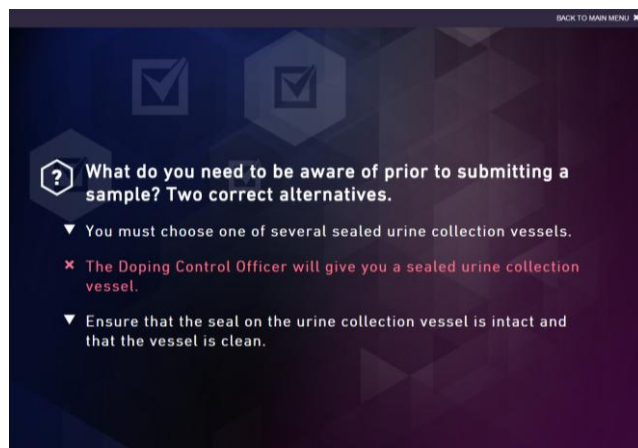 BACK TO MAIN MENU ×
?
What do you need to be aware of prior to submitting a
sample? Two correct alternatives.
▼ You must choose one of several sealed urine collection vessels.
× The Doping Control Officer will give you a sealed urine collection
vessel.
▼ Ensure that the seal on the urine collection vessel is intact and
that the vessel is clean.